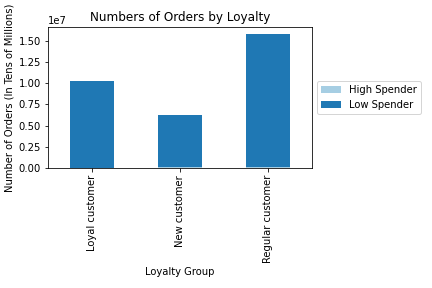 Numbers of Orders by Loyalty
1e7
Number of Orders (In Tens of Millions)
1.50
1.25
1.00
0.75
0.50
0.25
0.00
High Spender
Low Spender
Loyal customer
New customer
Regular customer
Loyalty Group